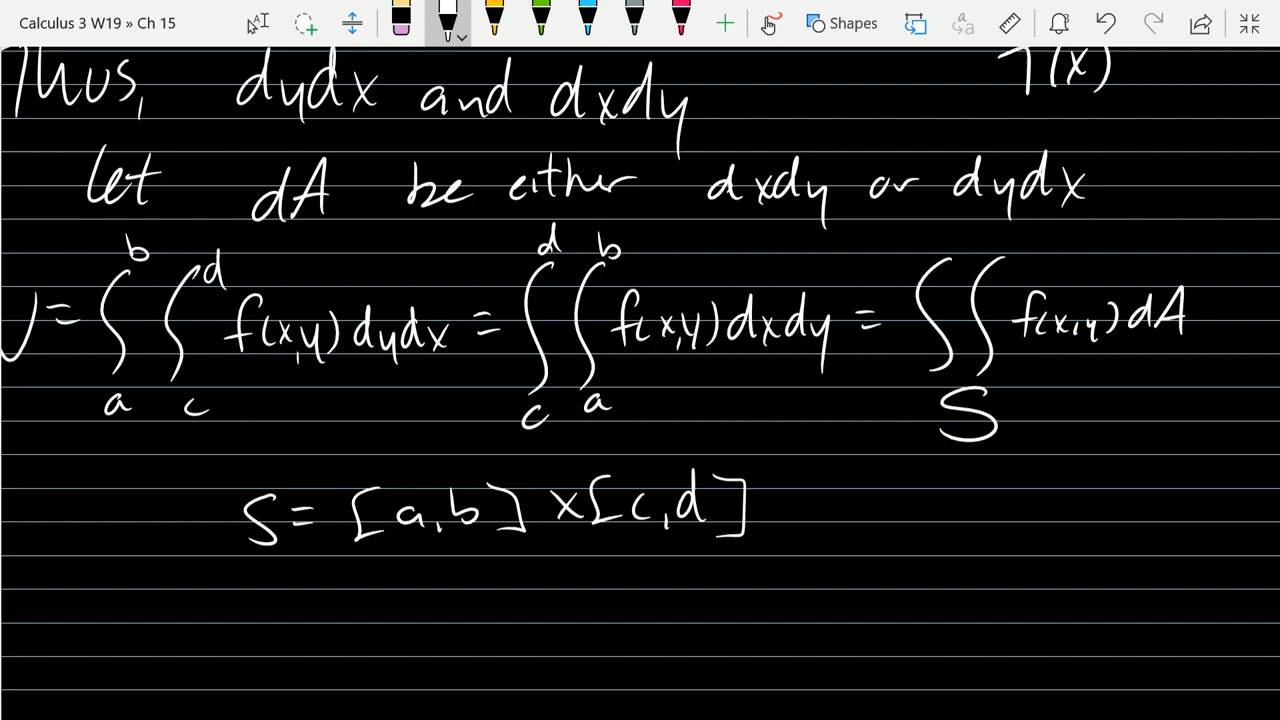 Calculus 3 W19 » Ch 15
Shapes
Thus, dydx and dxdy
let dA be either dxdy or dydx
V = ∫_a^b ∫_c^d f(x,y) dydx = ∫_c^d ∫_a^b f(x,y) dxdy = ∫∫_S f(x,y) dA
S = [a,b] × [c,d]